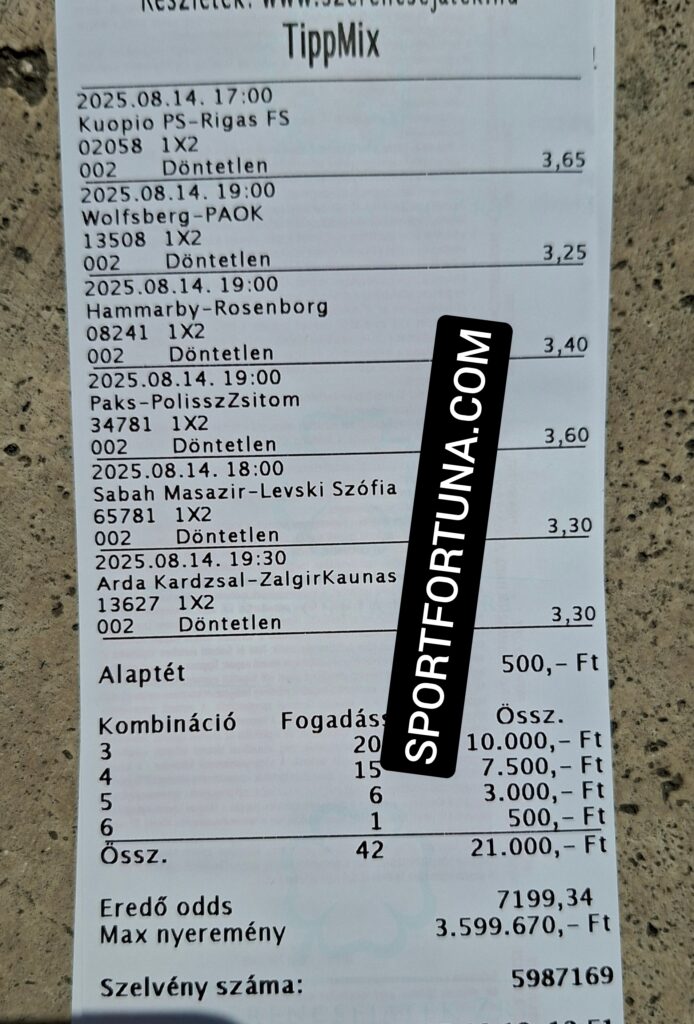 Részletek: www.szerencsejatek.hu
TippMix
2025.08.14. 17:00
Kuopio PS-Rigas FS
02058 1X2
002 Döntetlen 3,65
2025.08.14. 19:00
Wolfsberg-PAOK
13508 1X2
002 Döntetlen 3,25
2025.08.14. 19:00
Hammarby-Rosenborg
08241 1X2
002 Döntetlen 3,40
2025.08.14. 19:00
Paks-PolisszZsitom
34781 1X2
002 Döntetlen 3,60
2025.08.14. 18:00
Sabah Masazir-Levski Szófia
65781 1X2
002 Döntetlen 3,30
2025.08.14. 19:30
Arda Kardzsal-ZalgirKaunas
13627 1X2
002 Döntetlen 3,30
SPORTFORTUNA.COM
Alaptét 500,- Ft
Kombináció Fogadáss Össz.
3 20 10.000,- Ft
4 15 7.500,- Ft
5 6 3.000,- Ft
6 1 500,- Ft
Össz. 42 21.000,- Ft
Eredő odds 7199,34
Max nyeremény 3.599.670,- Ft
Szelvény száma: 5987169